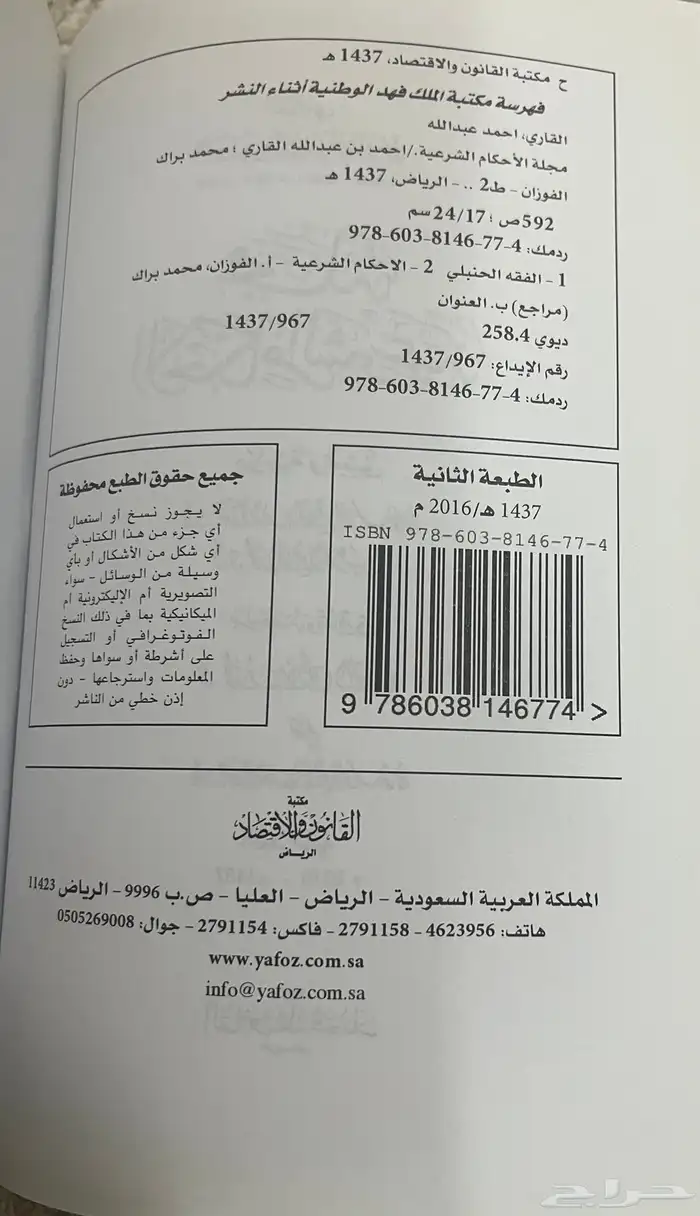 ح مكتبة القانون والاقتصاد، 1437 هـ
فهرسة مكتبة الملك فهد الوطنية أثناء النشر
القاري، احمد عبدالله
مجلة الأحكام الشرعية./احمد بن عبدالله القاري ؛ محمد براك
الفوزان - ط2 .. - الرياض، 1437 هـ
592ص ؛ 24/17سم
ردمك: 4-77-8146-603-978
1 - الفقه الحنبلي 2 - الاحكام الشرعية - أ. الفوزان، محمد براك
(مراجع) ب. العنوان
ديوي 258.4 1437/967
رقم الإيداع: 1437/967
ردمك: 4-77-8146-603-978
الطبعة الثانية
1437 هـ/2016 م
ISBN 978-603-8146-77-4
9 786038 146774 >
جميع حقوق الطبع محفوظة
لا يجوز نسخ أو استعمال
أي جزء من هذا الكتاب في
أي شكل من الأشكال أو بأي
وسيلة من الوسائل - سواء
التصويرية أم الإليكترونية أم
الميكانيكية بما في ذلك النسخ
الفوتوغرافي أو التسجيل
على أشرطة أو سواها وحفظ
المعلومات واسترجاعها - دون
إذن خطي من الناشر
مكتبة
القانون والاقتصاد
الرياض
المملكة العربية السعودية - الرياض - العليا - ص.ب 9996 - الرياض 11423
هاتف: 4623956 - 2791158 - فاكس: 2791154 - جوال: 0505269008
www.yafoz.com.sa
info@yafoz.com.sa
حراج